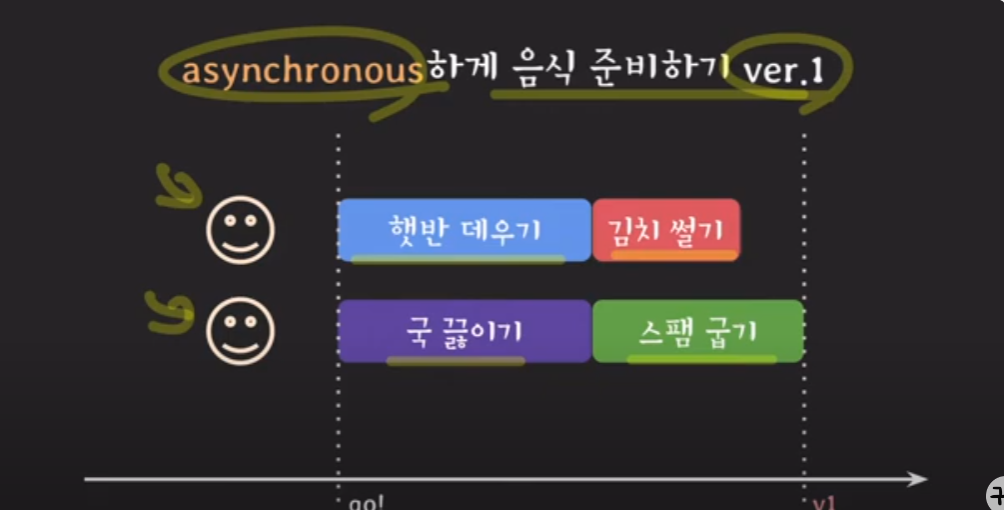 asynchronous하게 음식 준비하기 ver.1
햇반 데우기 김치 썰기
국 끓이기 스팸 굽기
go!
v1